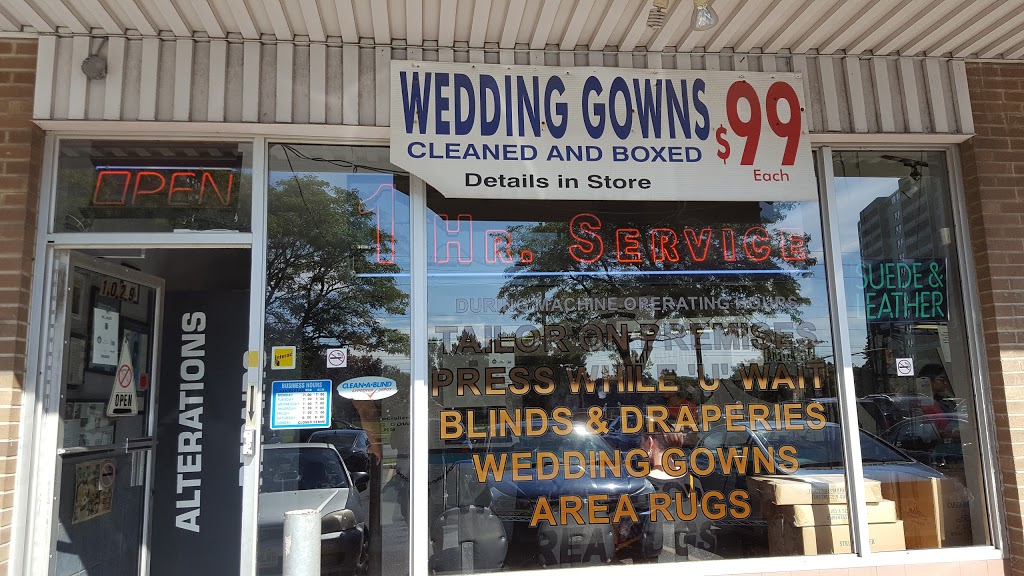 WEDDING GOWNS
CLEANED AND BOXED
$99
Each
Details in Store
OPEN
1 HR. SERVICE
DURING MACHINE OPERATING HOURS
TAILOR ON PREMISES
PRESS WHILE 'U' WAIT
BLINDS & DRAPERIES
WEDDING GOWNS
AREA RUGS
SUEDE &
LEATHER
ALTERATIONS
OPEN
Interac
BUSINESS HOURS
CLEAN•A•BLIND